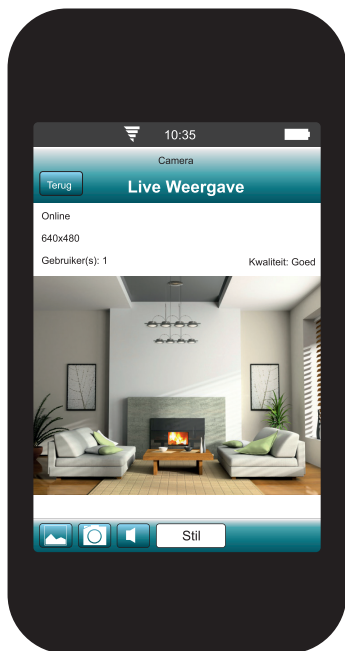 10:35
Camera
Terug
Live Weergave
Online
640x480
Gebruiker(s): 1
Kwaliteit: Goed
Stil